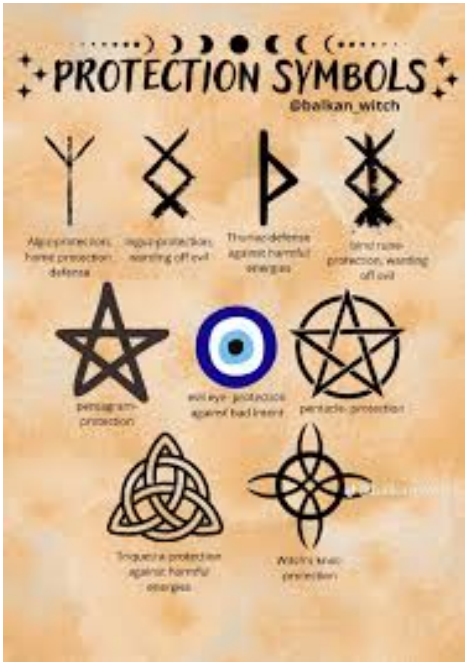 PROTECTION SYMBOLS
@balkan_witch
Algiz-protection,
home protection,
defense
Inguz-protection,
warding off evil
Thurisaz-defense
against harmful
energies
bind rune-
protection, warding
off evil
pentagram-
protection
evil eye- protection
against bad intent
pentacle- protection
Triquetra protection
against harmful
energies
Witch's knot-
protection